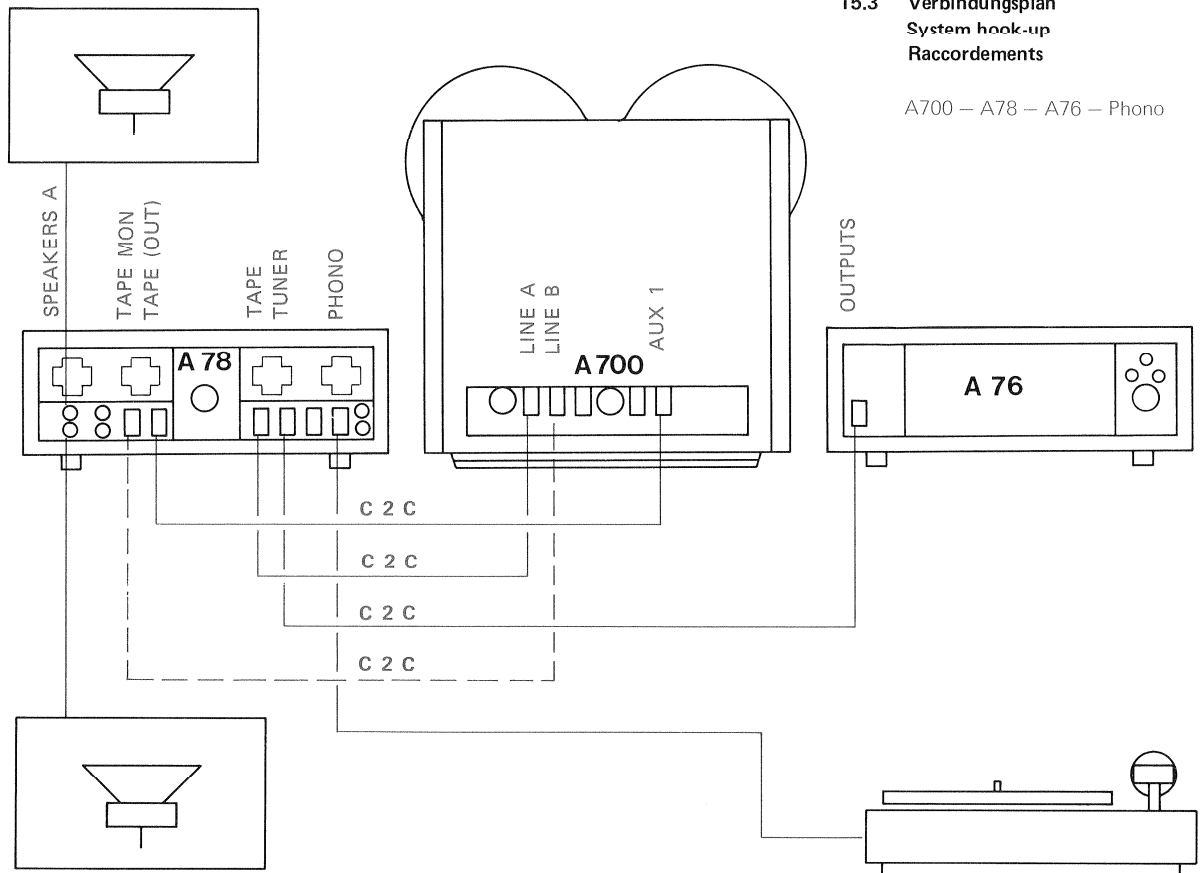 15.3 Verbindungsplan
System hook-up
Raccordements
A700 – A78 – A76 – Phono
SPEAKERS A
TAPE MON
TAPE (OUT)
TAPE
TUNER
PHONO
LINE A
LINE B
AUX 1
OUTPUTS
A 78
A700
A 76
C 2 C
C 2 C
C 2 C
C 2 C